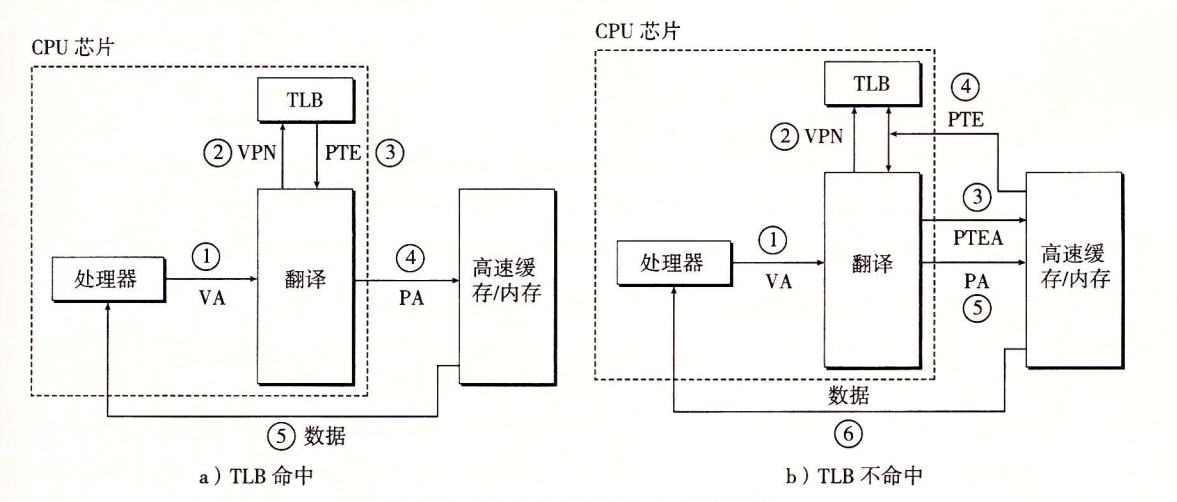 CPU 芯片
TLB
② VPN
PTE ③
处理器
①
VA
翻译
④
PA
高速缓
存/内存
⑤ 数据
a）TLB 命中
CPU 芯片
TLB
④
PTE
② VPN
处理器
①
VA
翻译
③
PTEA
PA
⑤
高速缓
存/内存
数据
⑥
b）TLB 不命中